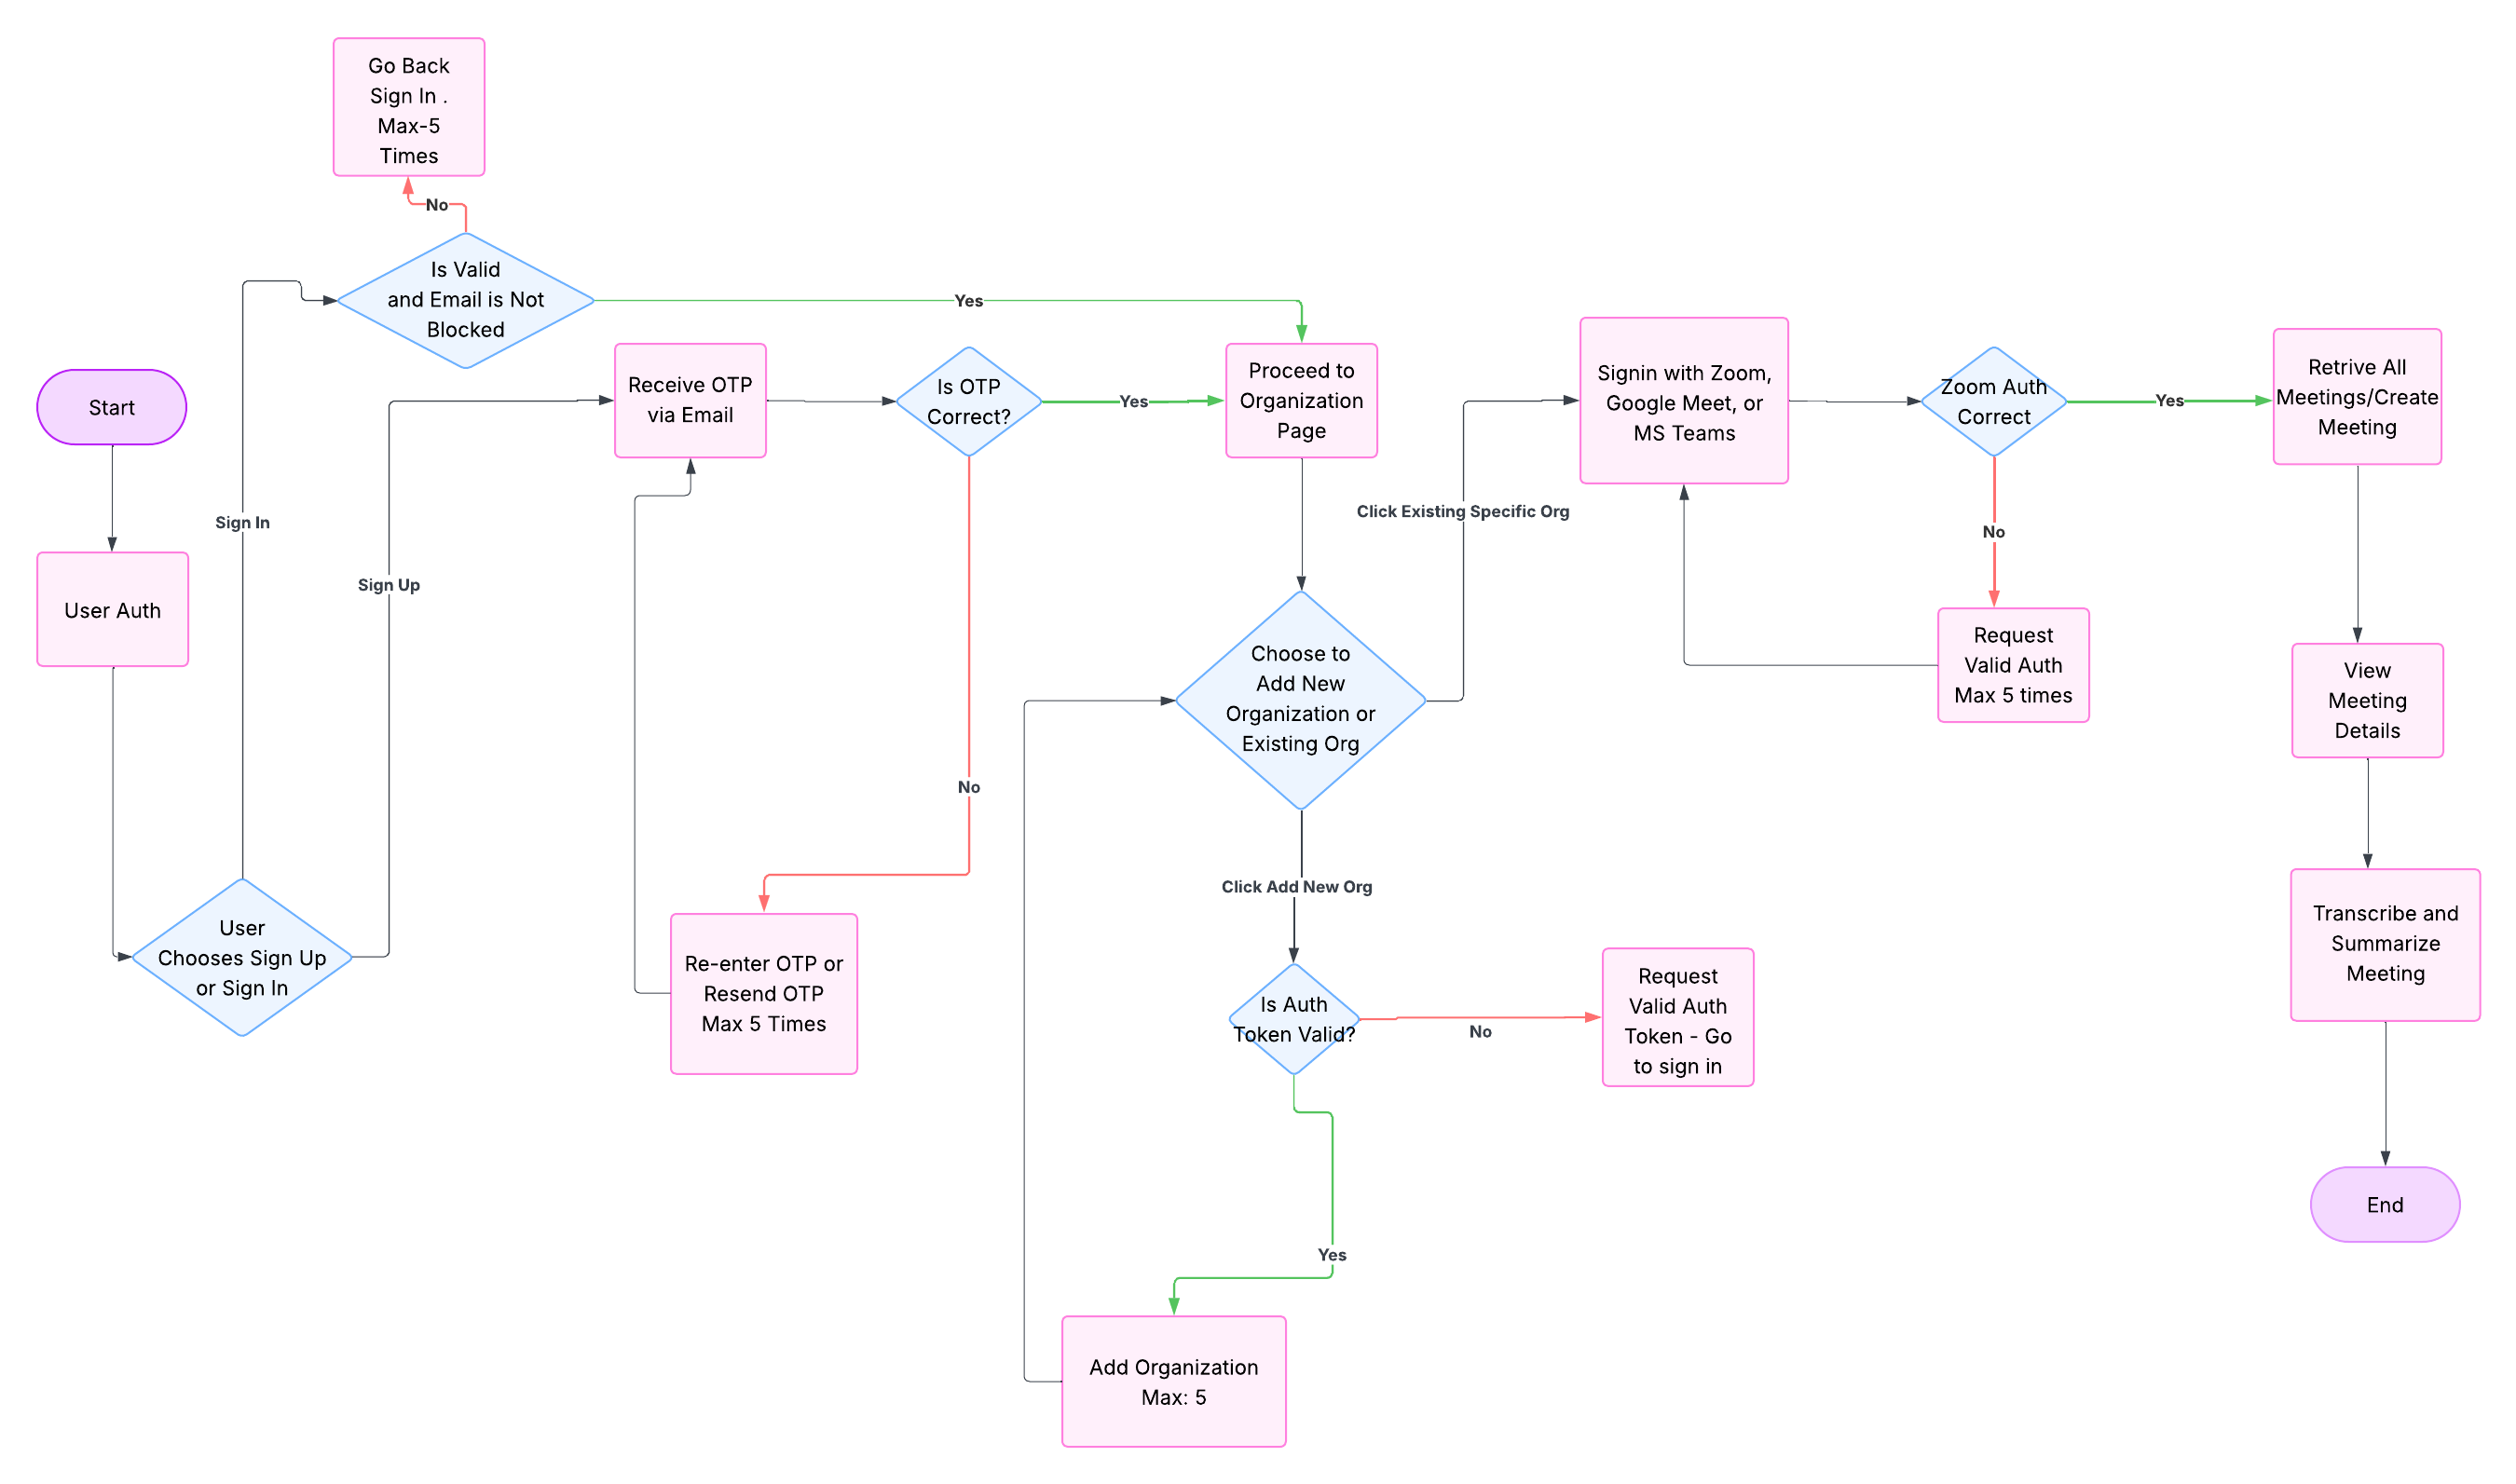 Go Back
Sign In .
Max-5
Times
No
Is Valid
and Email is Not
Blocked
Yes
Start
User Auth
Sign In
Sign Up
User
Chooses Sign Up
or Sign In
Receive OTP
via Email
Is OTP
Correct?
Yes
No
Re-enter OTP or
Resend OTP
Max 5 Times
Proceed to
Organization
Page
Choose to
Add New
Organization or
Existing Org
Click Existing Specific Org
Click Add New Org
Is Auth
Token Valid?
No
Request
Valid Auth
Token - Go
to sign in
Yes
Add Organization
Max: 5
Signin with Zoom,
Google Meet, or
MS Teams
Zoom Auth
Correct
Yes
No
Request
Valid Auth
Max 5 times
Retrive All
Meetings/Create
Meeting
View
Meeting
Details
Transcribe and
Summarize
Meeting
End